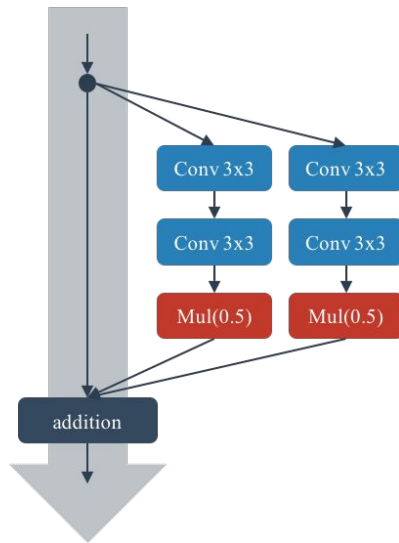 Conv 3x3
Conv 3x3
Conv 3x3
Conv 3x3
Mul(0.5)
Mul(0.5)
addition